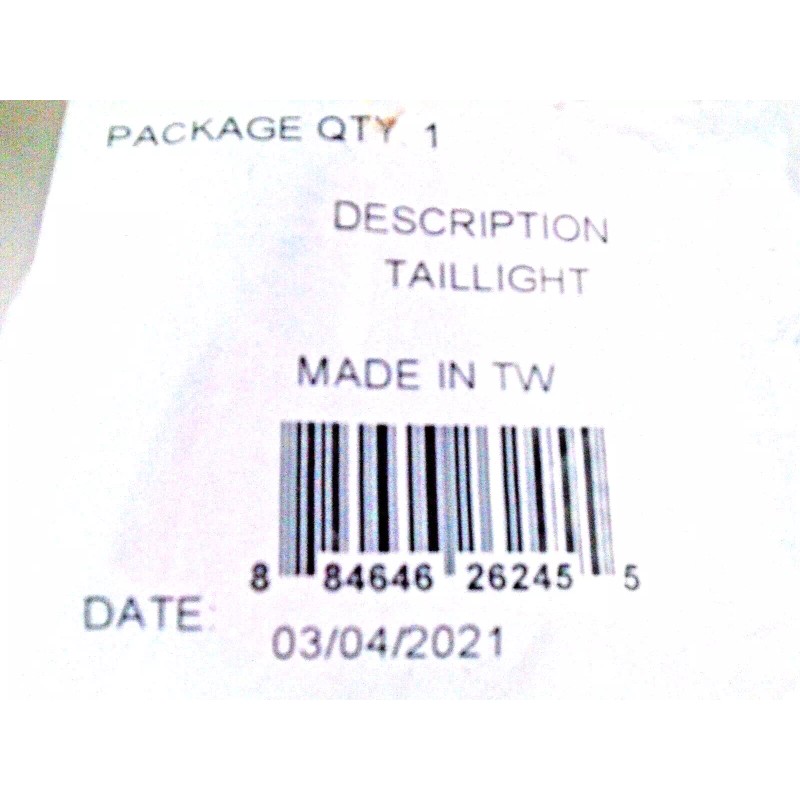 PACKAGE QTY 1
DESCRIPTION
TAILLIGHT
MADE IN TW
8 84646 26245 5
DATE:
03/04/2021